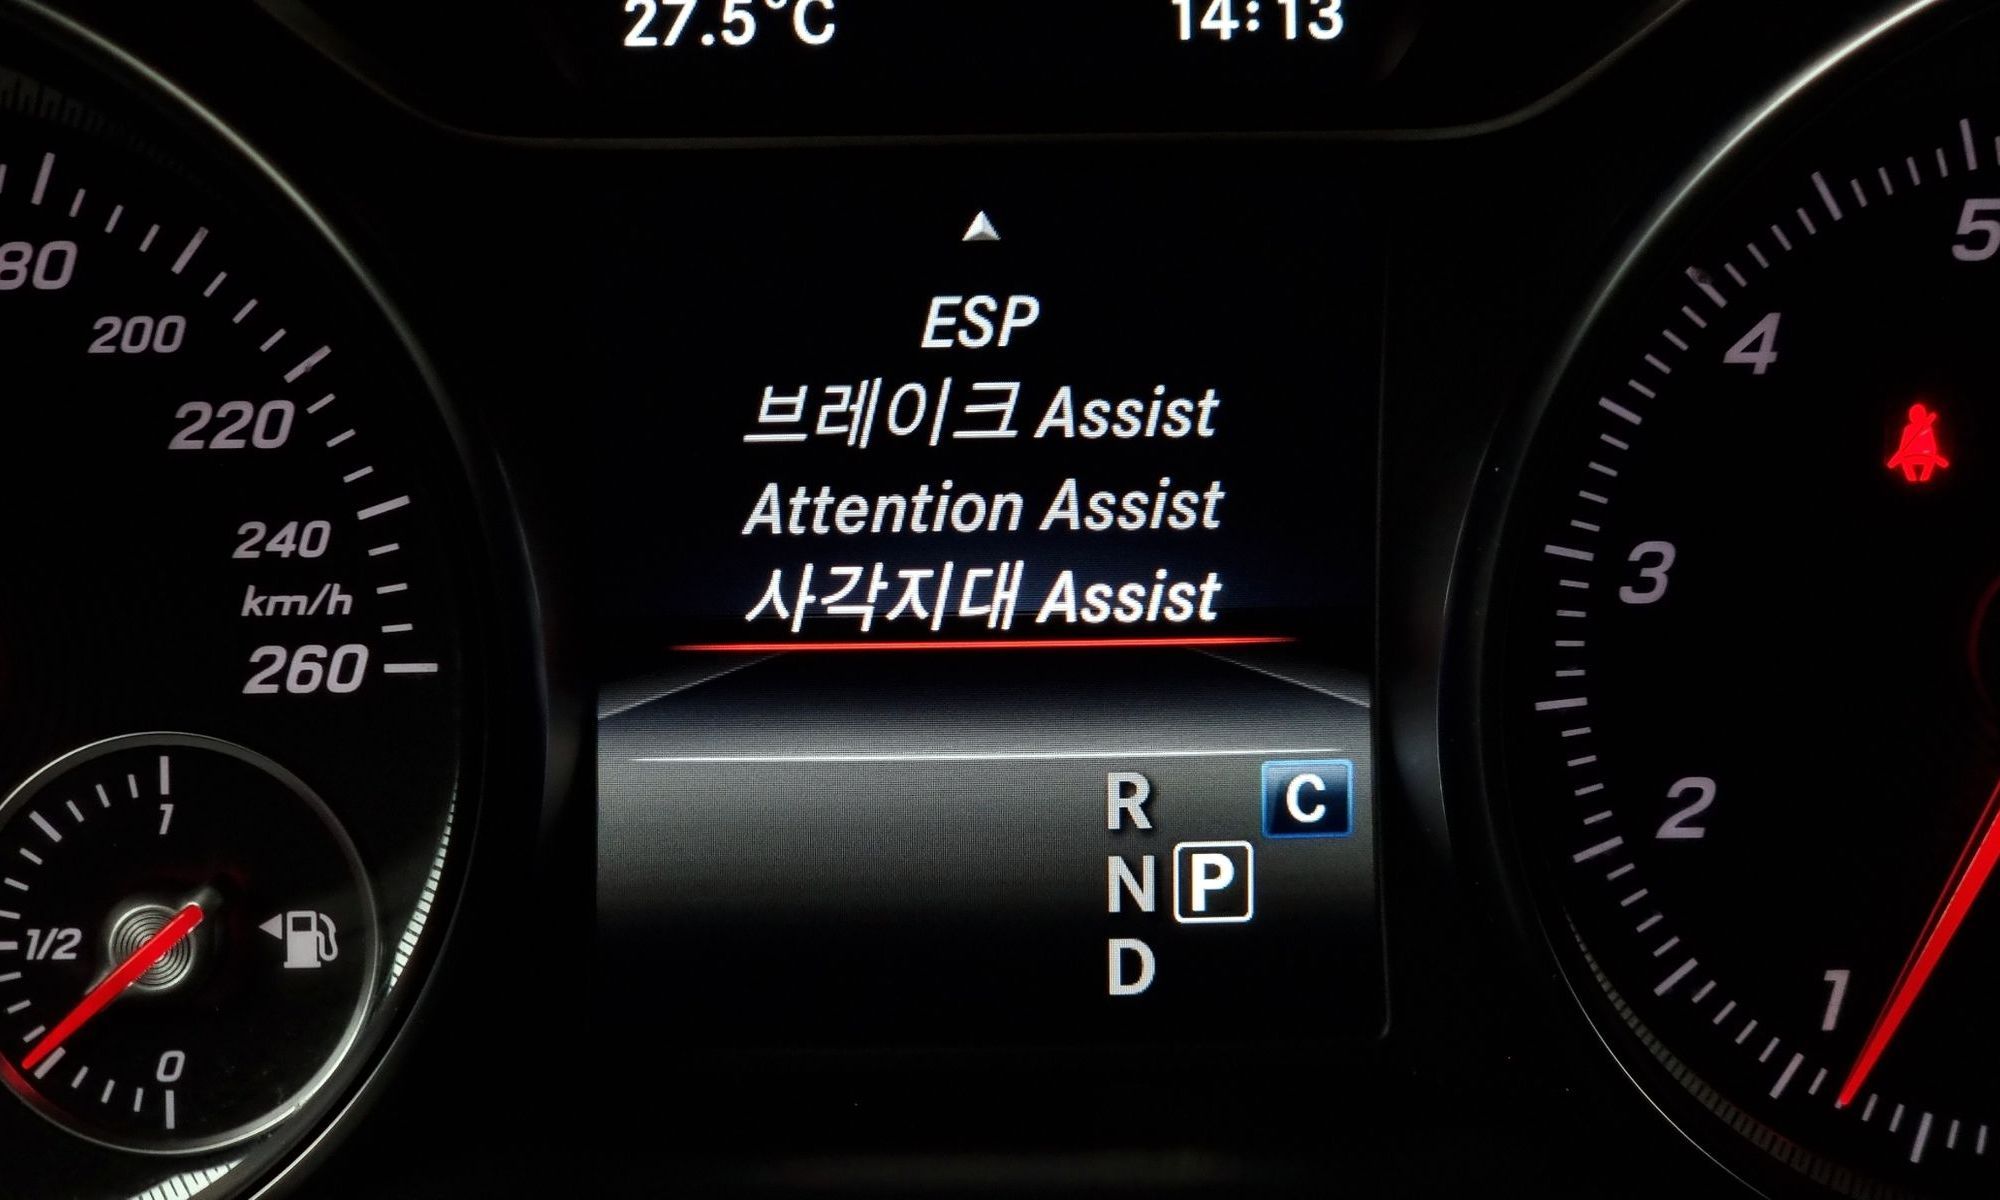 27.5°C 14:13
ESP
브레이크 Assist
Attention Assist
사각지대 Assist
R C
N P
D
200
220
240
km/h
260
1
1/2
0
5
4
3
2
1